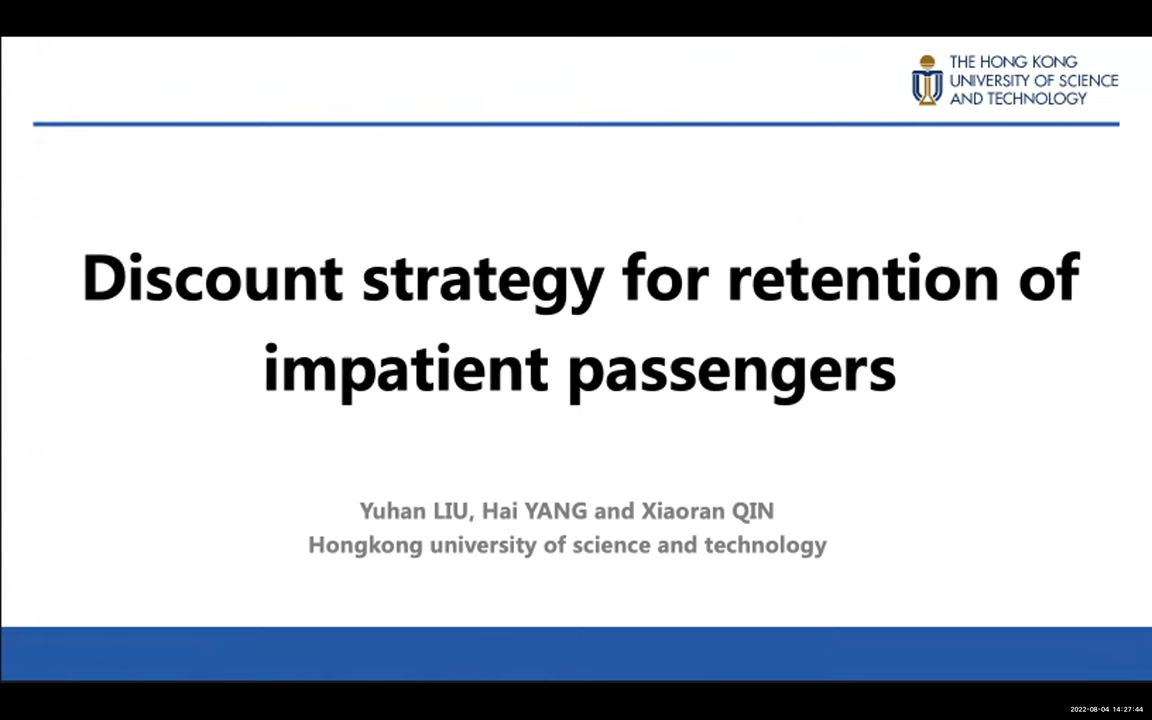 THE HONG KONG
UNIVERSITY OF SCIENCE
AND TECHNOLOGY
Discount strategy for retention of
impatient passengers
Yuhan LIU, Hai YANG and Xiaoran QIN
Hongkong university of science and technology
2022-08-04 14:27:44